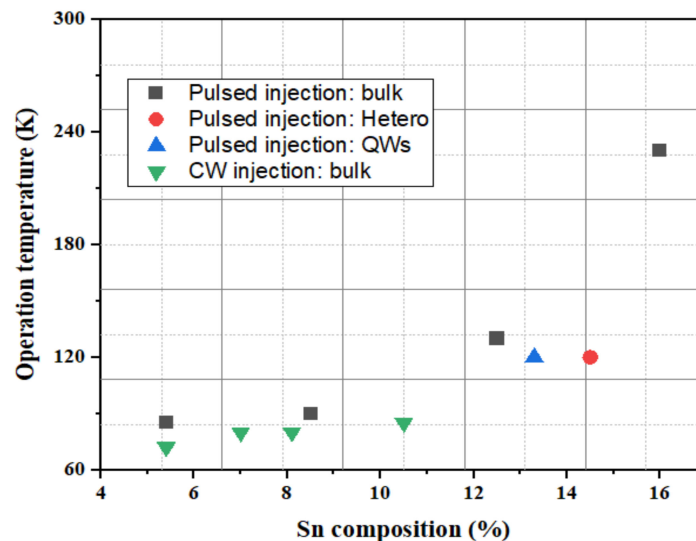 300
240
180
120
60
Operation temperature (K)
Pulsed injection: bulk
Pulsed injection: Hetero
Pulsed injection: QWs
CW injection: bulk
4 6 8 10 12 14 16
Sn composition (%)